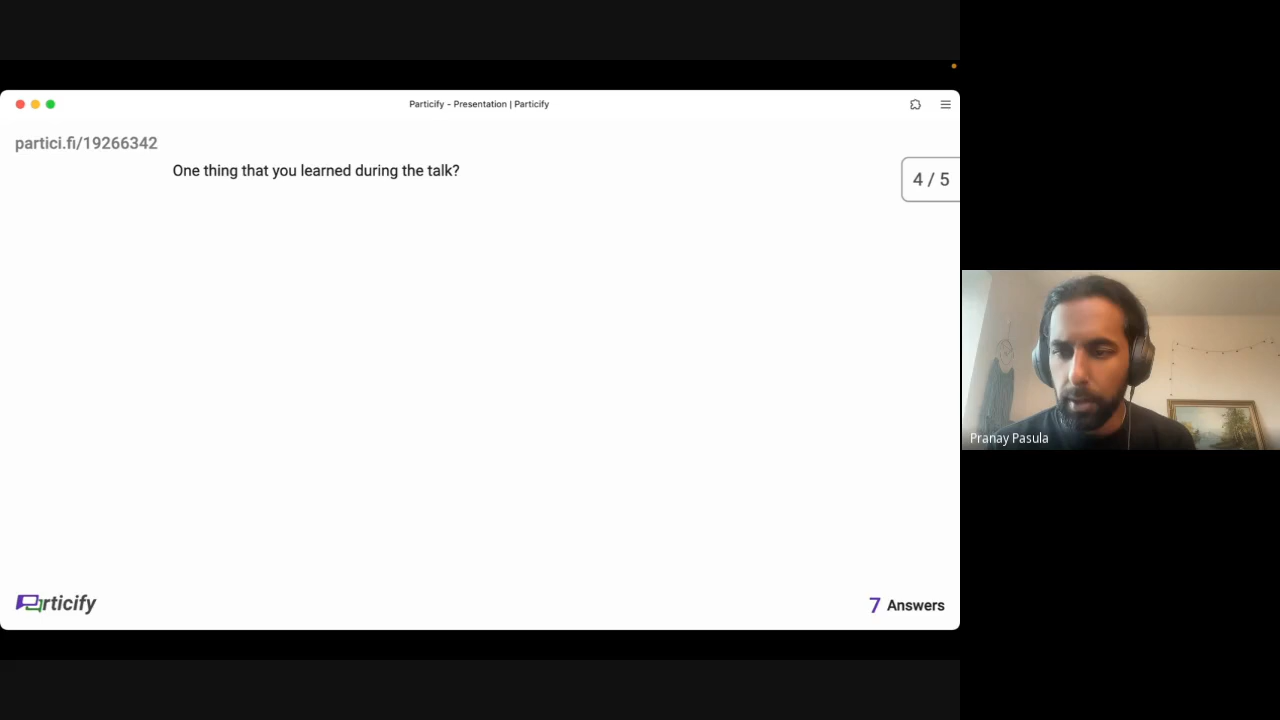 Particify - Presentation | Particify
partici.fi/19266342
One thing that you learned during the talk?
4 / 5
Pranay Pasula
Particify
7 Answers